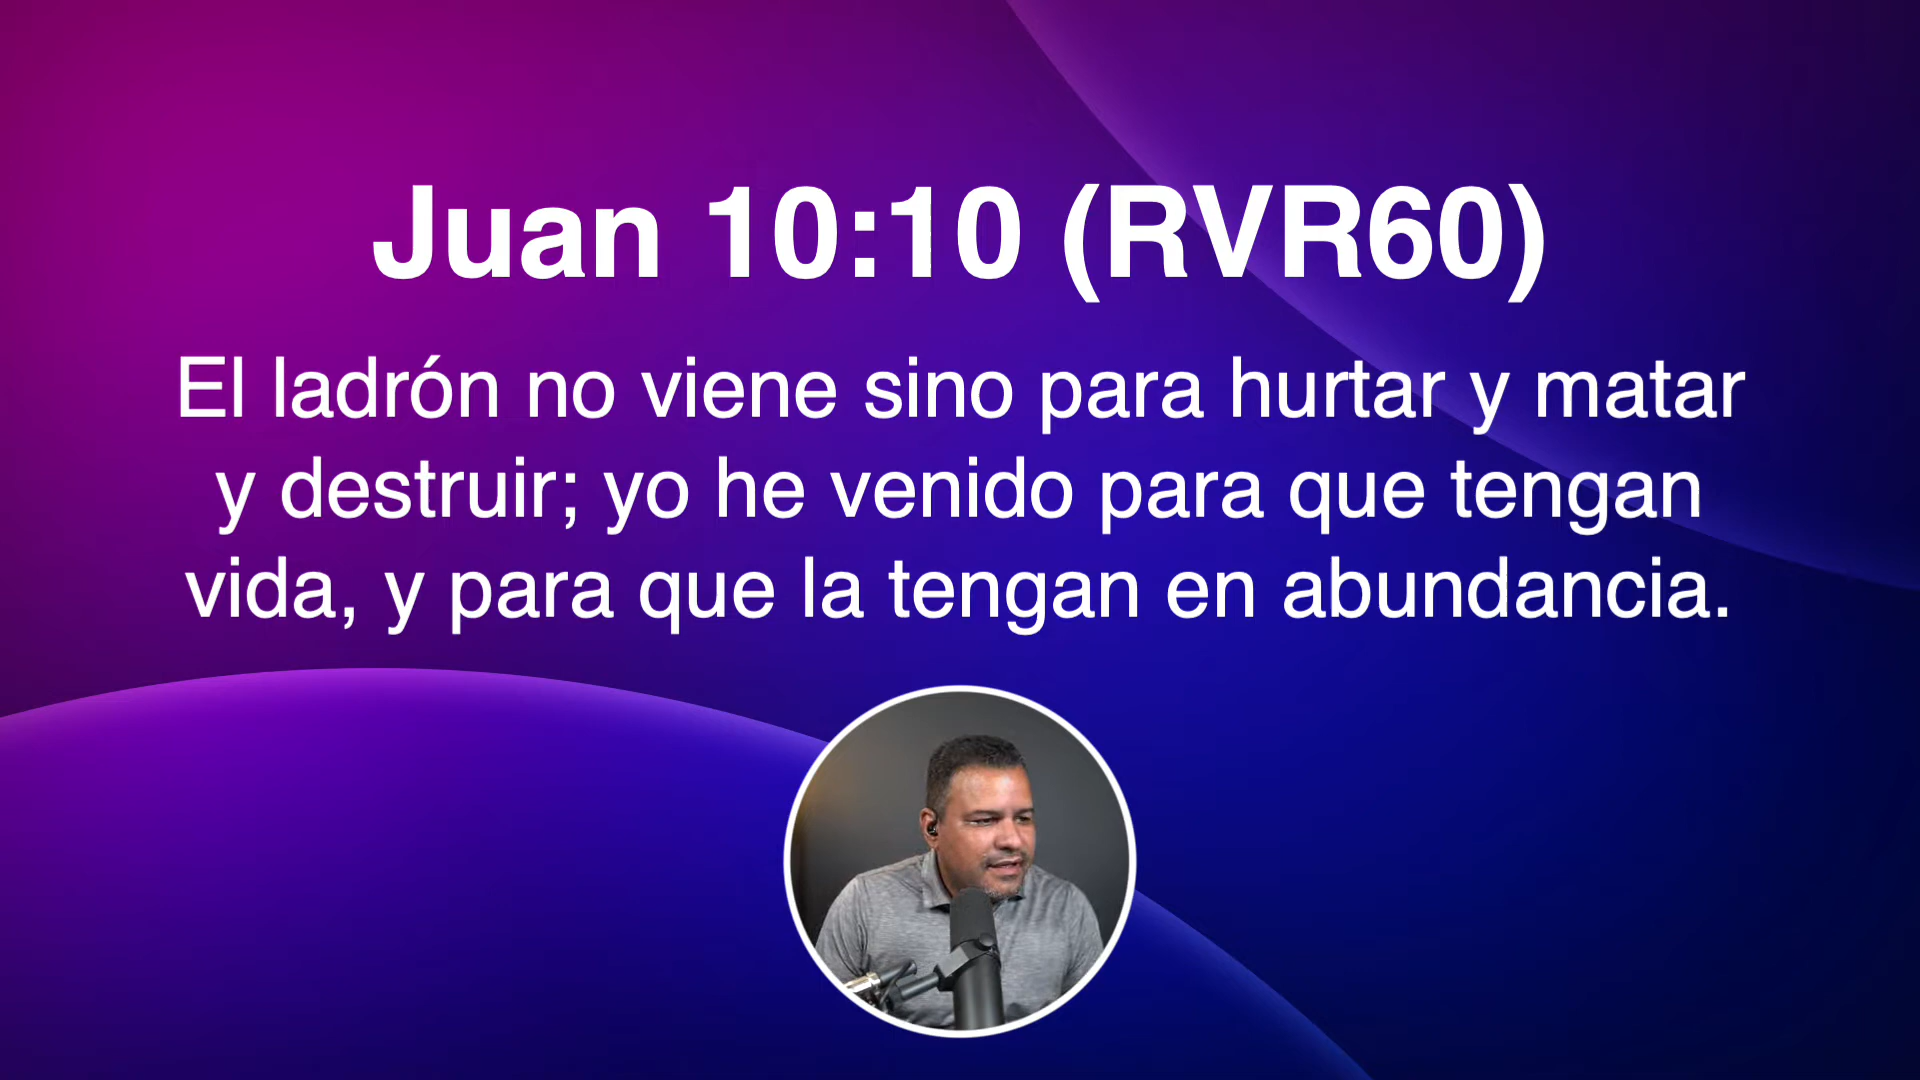 Juan 10:10 (RVR60)
El ladrón no viene sino para hurtar y matar
y destruir; yo he venido para que tengan
vida, y para que la tengan en abundancia.